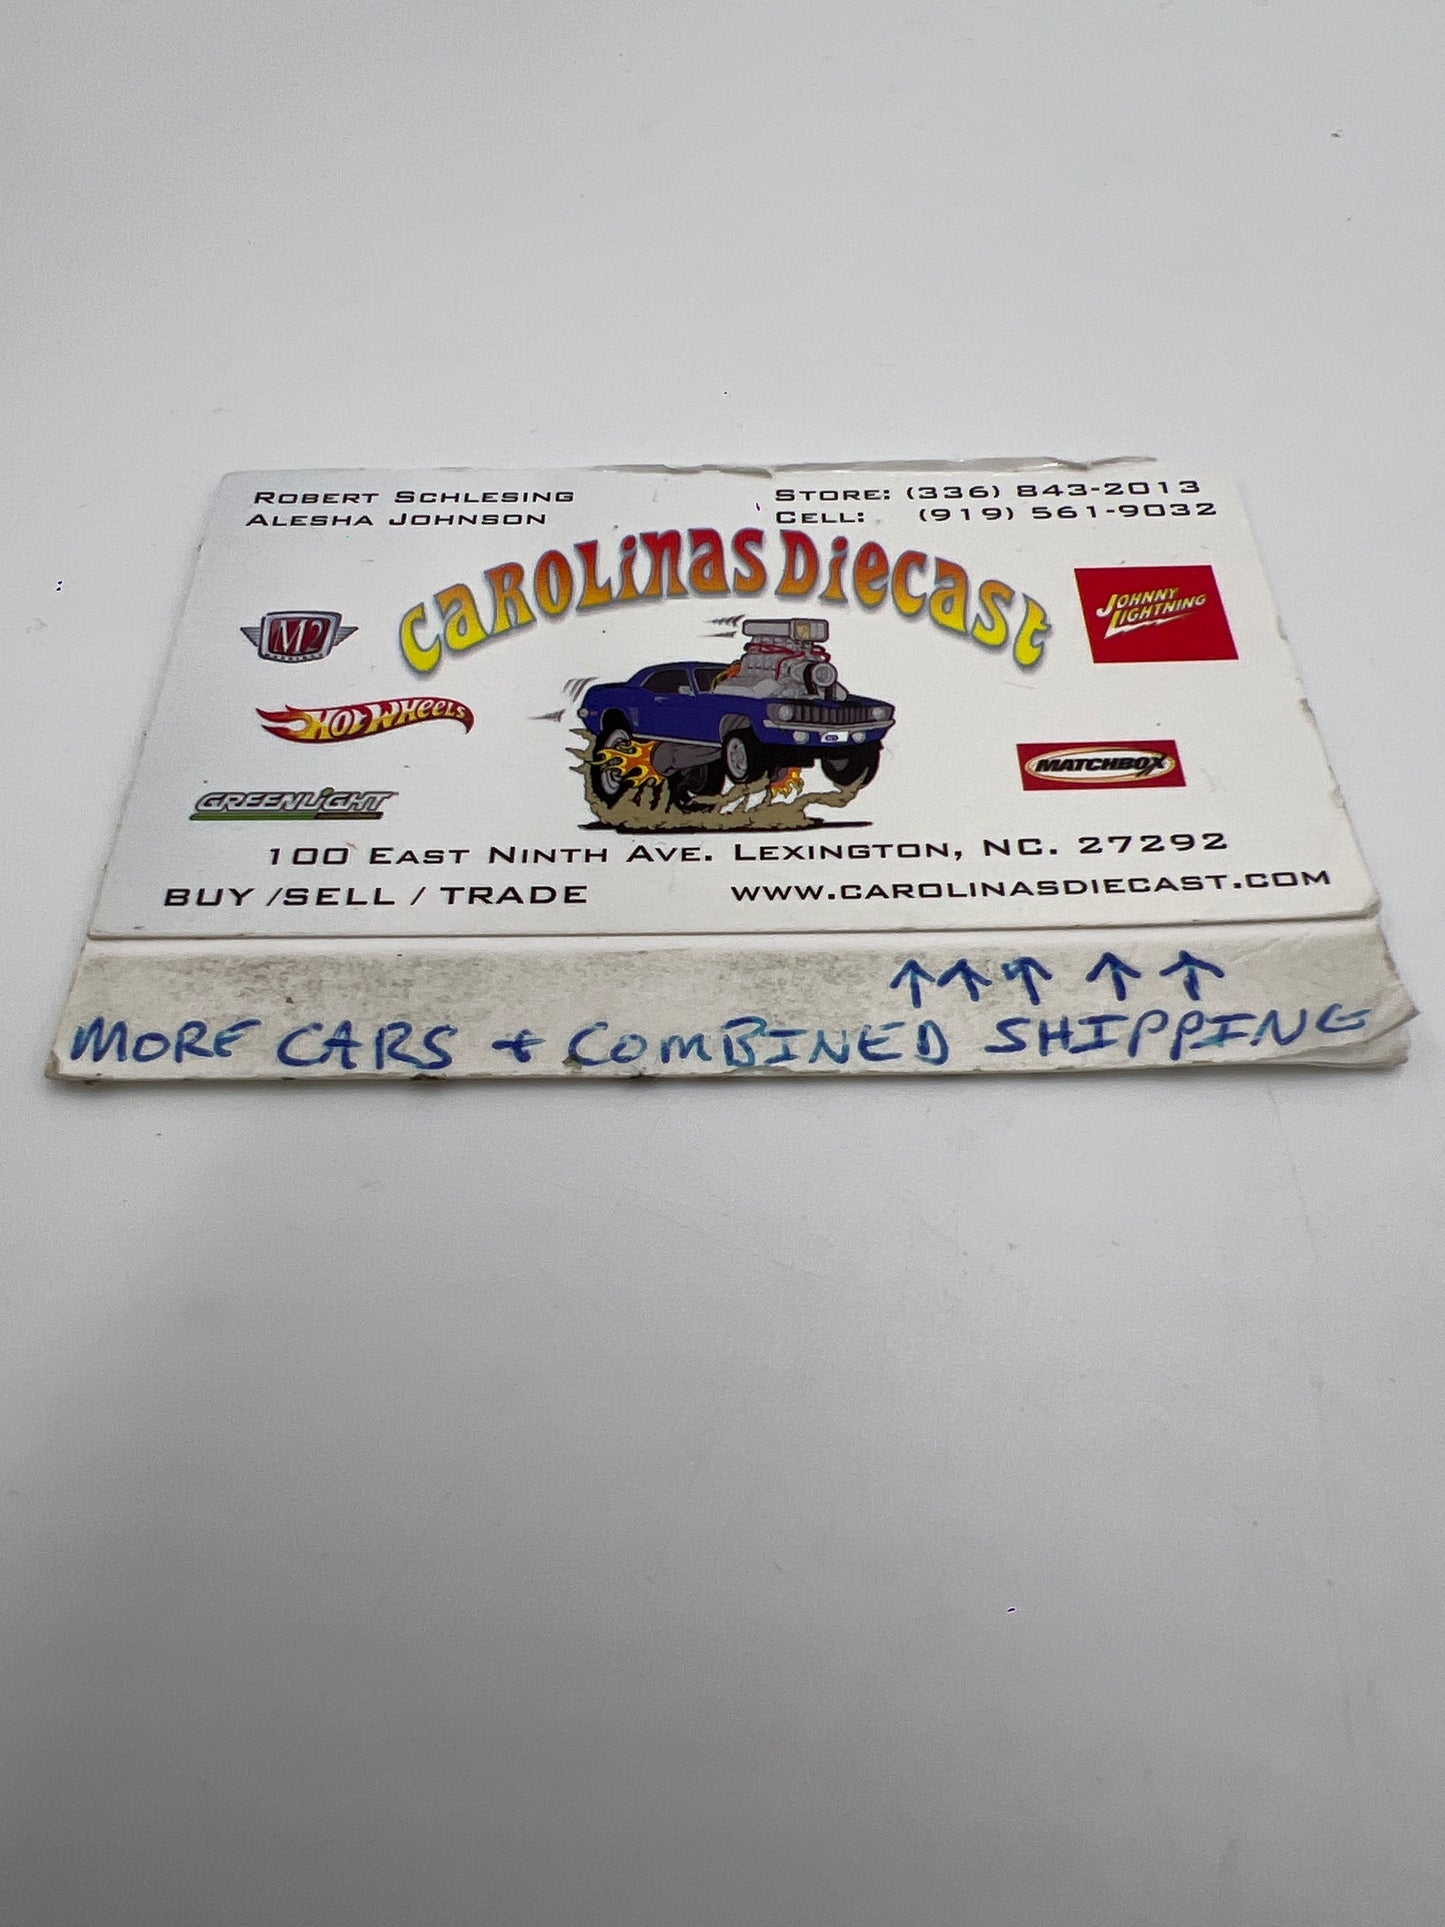 ROBERT SCHLESING
ALESHA JOHNSON
STORE: (336) 843-2013
CELL: (919) 561-9032
CAROLINAS DIECAST
M2
JOHNNY LIGHTNING
HOT WHEELS
MATCHBOX
GREENLIGHT
100 EAST NINTH AVE. LEXINGTON, NC. 27292
BUY /SELL / TRADE
WWW.CAROLINASDIECAST.COM
↑↑↑ ↑ ↑
MORE CARS + COMBINED SHIPPING